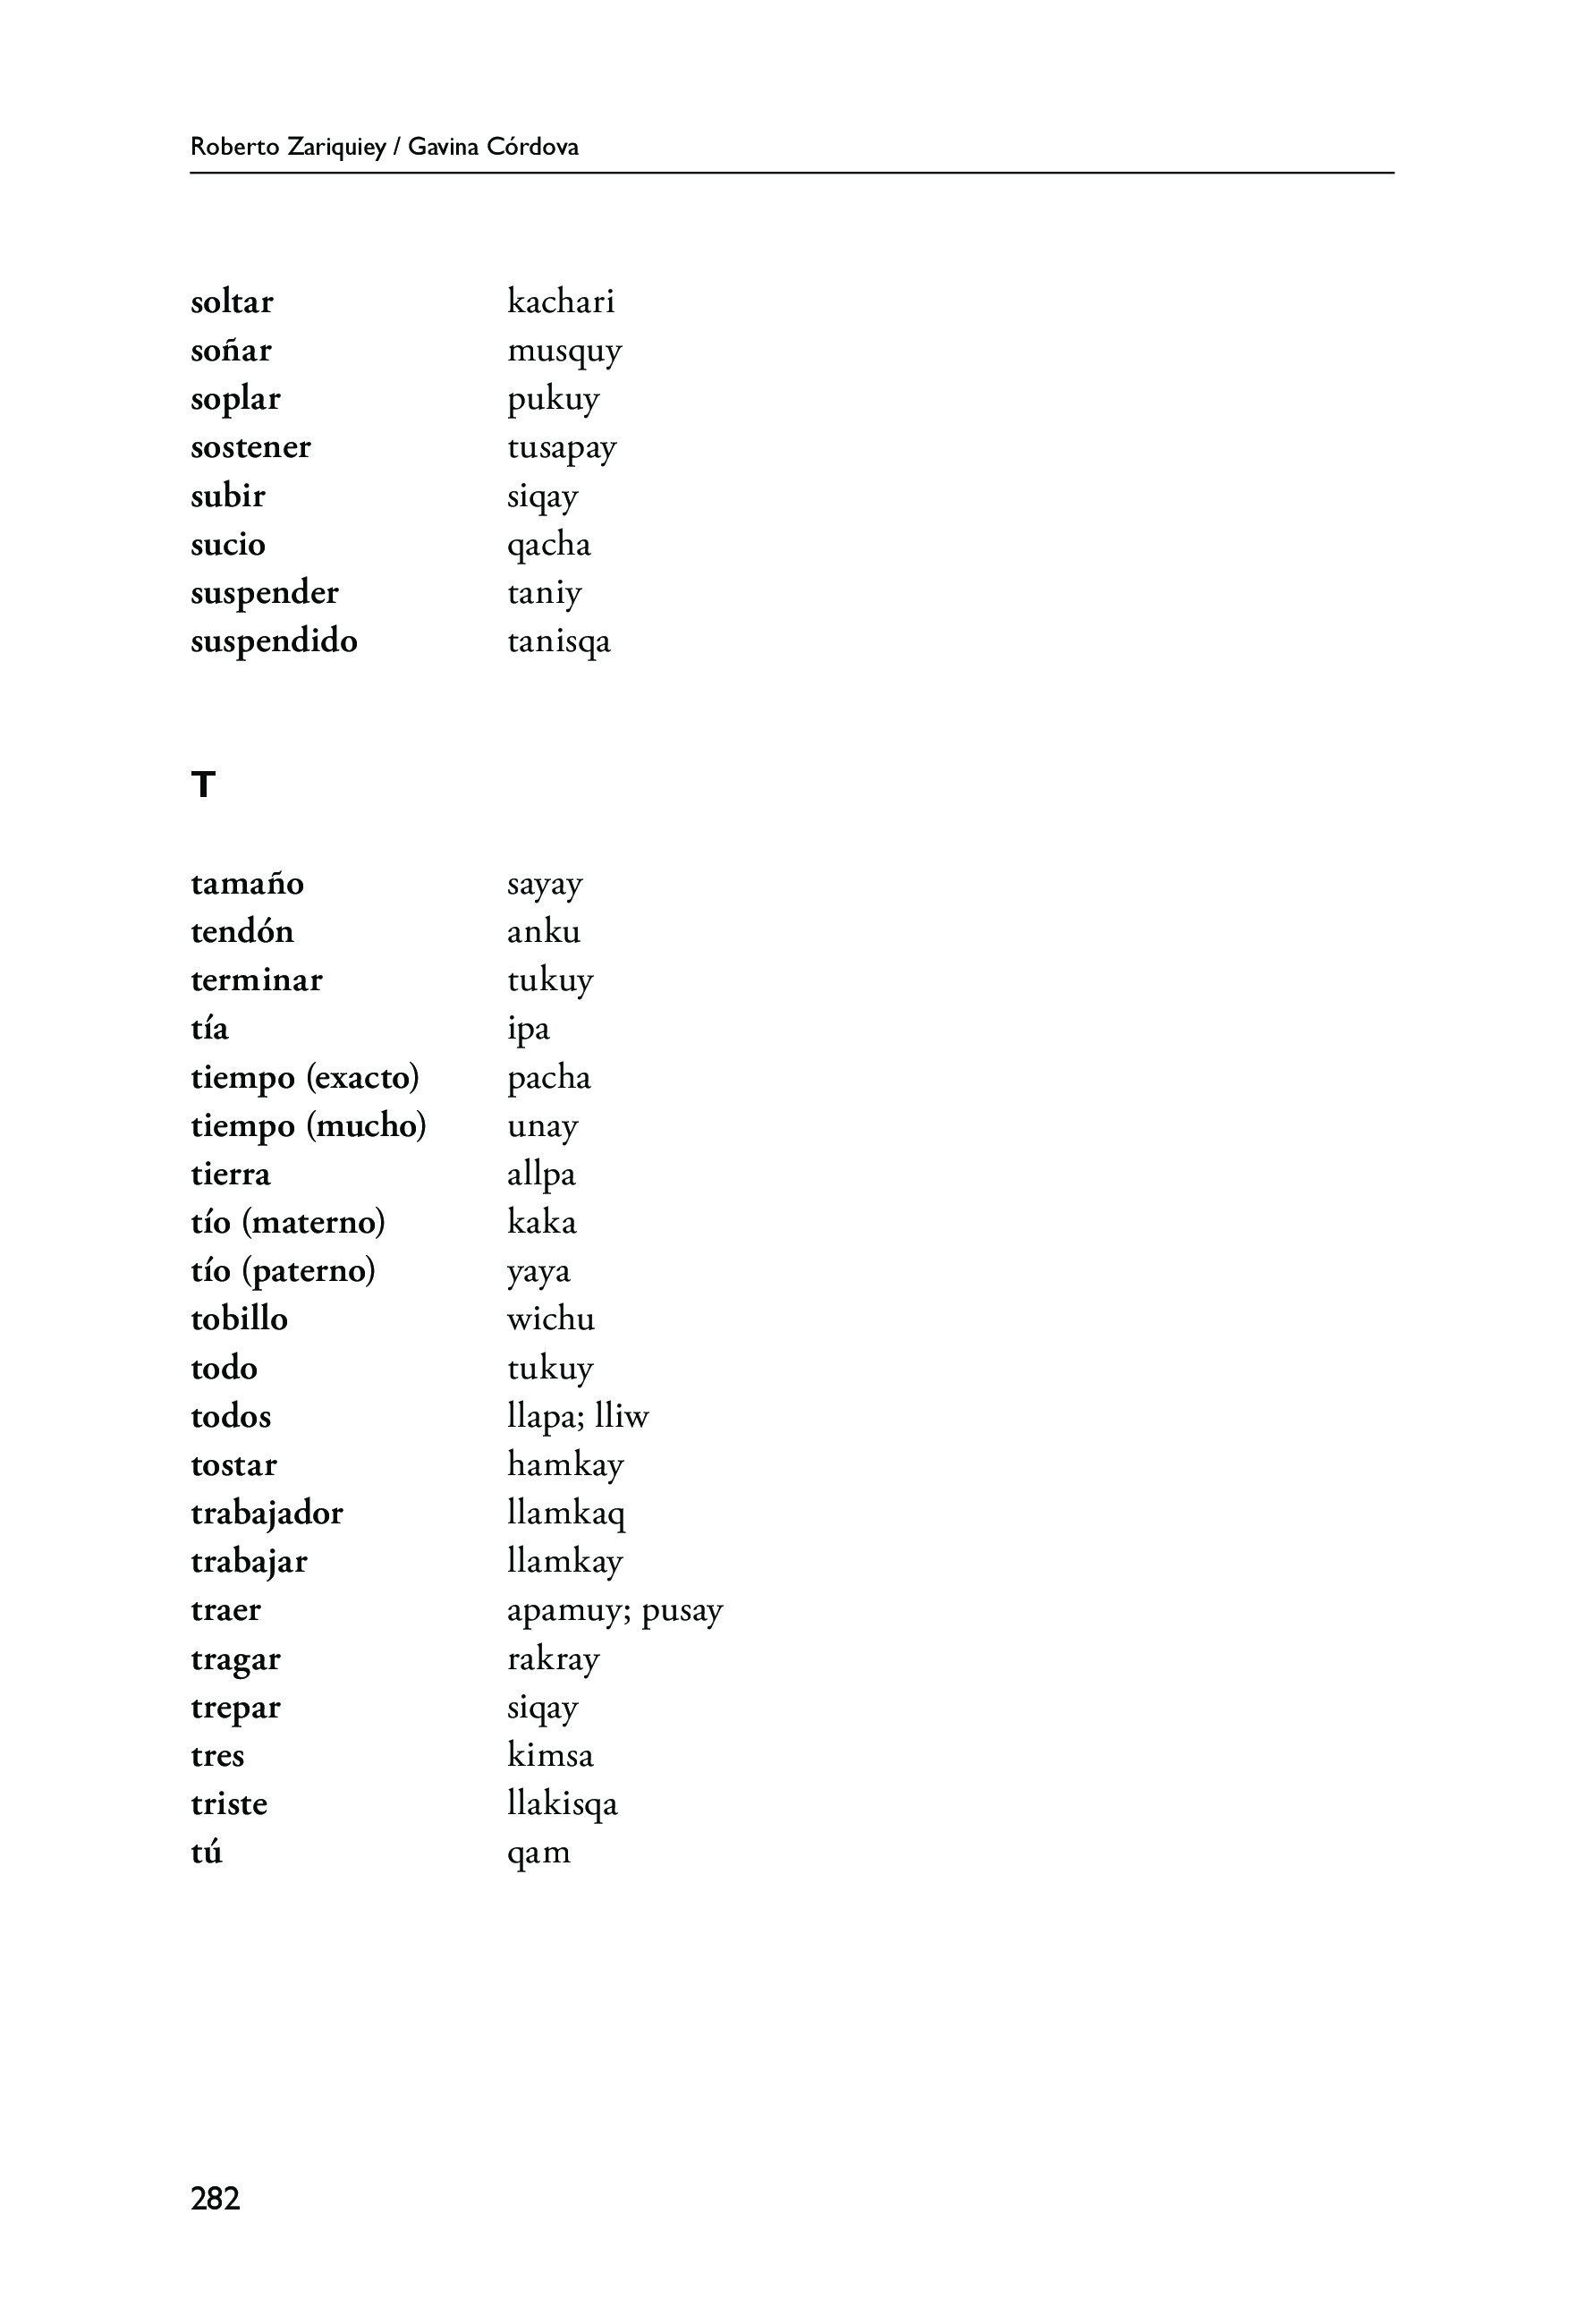 Roberto Zariquiey / Gavina Córdova
soltar kachari
soñar musquy
soplar pukuy
sostener tusapay
subir siqay
sucio qacha
suspender taniy
suspendido tanisqa
T
tamaño sayay
tendón anku
terminar tukuy
tía ipa
tiempo (exacto) pacha
tiempo (mucho) unay
tierra allpa
tío (materno) kaka
tío (paterno) yaya
tobillo wichu
todo tukuy
todos llapa; lliw
tostar hamkay
trabajador llamkaq
trabajar llamkay
traer apamuy; pusay
tragar rakray
trepar siqay
tres kimsa
triste llakisqa
tú qam
282